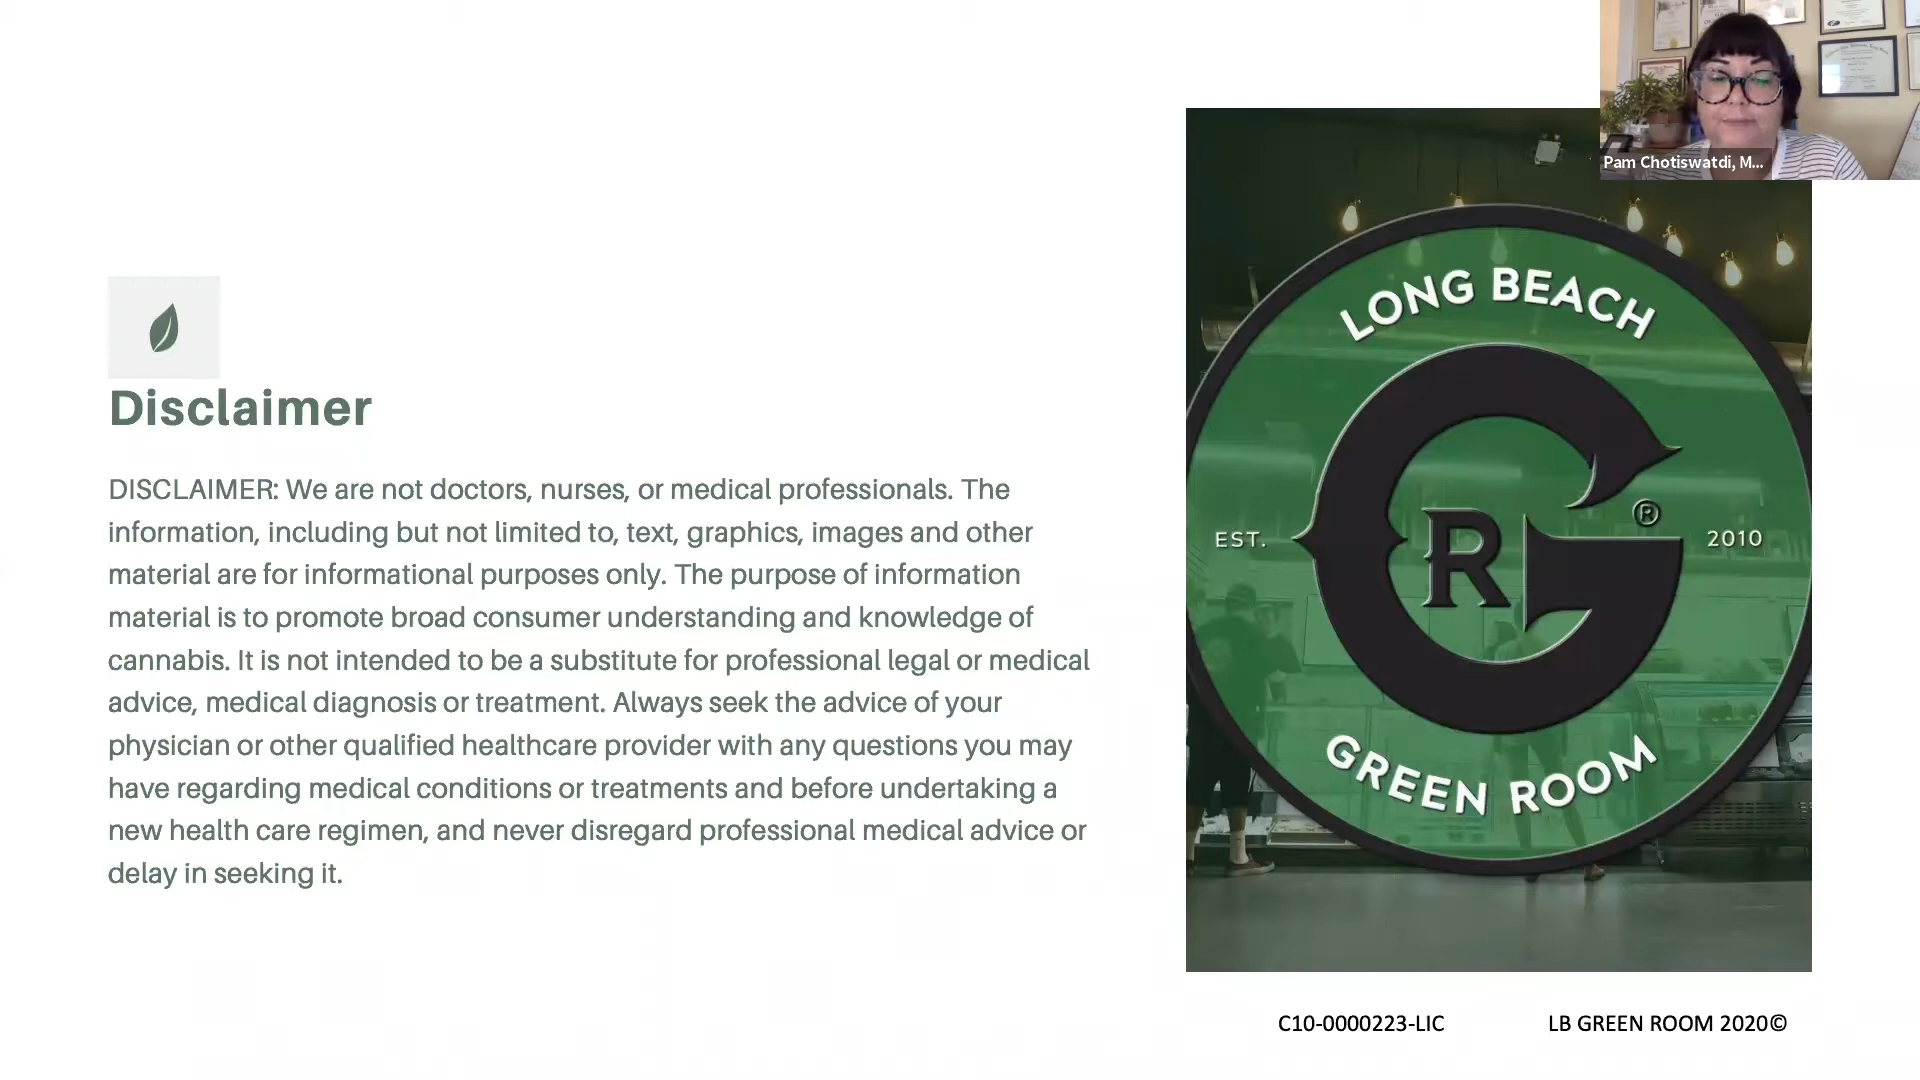 Pam Chotiswatdi, M...
Disclaimer
DISCLAIMER: We are not doctors, nurses, or medical professionals. The
information, including but not limited to, text, graphics, images and other
material are for informational purposes only. The purpose of information
material is to promote broad consumer understanding and knowledge of
cannabis. It is not intended to be a substitute for professional legal or medical
advice, medical diagnosis or treatment. Always seek the advice of your
physician or other qualified healthcare provider with any questions you may
have regarding medical conditions or treatments and before undertaking a
new health care regimen, and never disregard professional medical advice or
delay in seeking it.
LONG BEACH
EST.
GR®
2010
GREEN ROOM
C10-0000223-LIC
LB GREEN ROOM 2020©